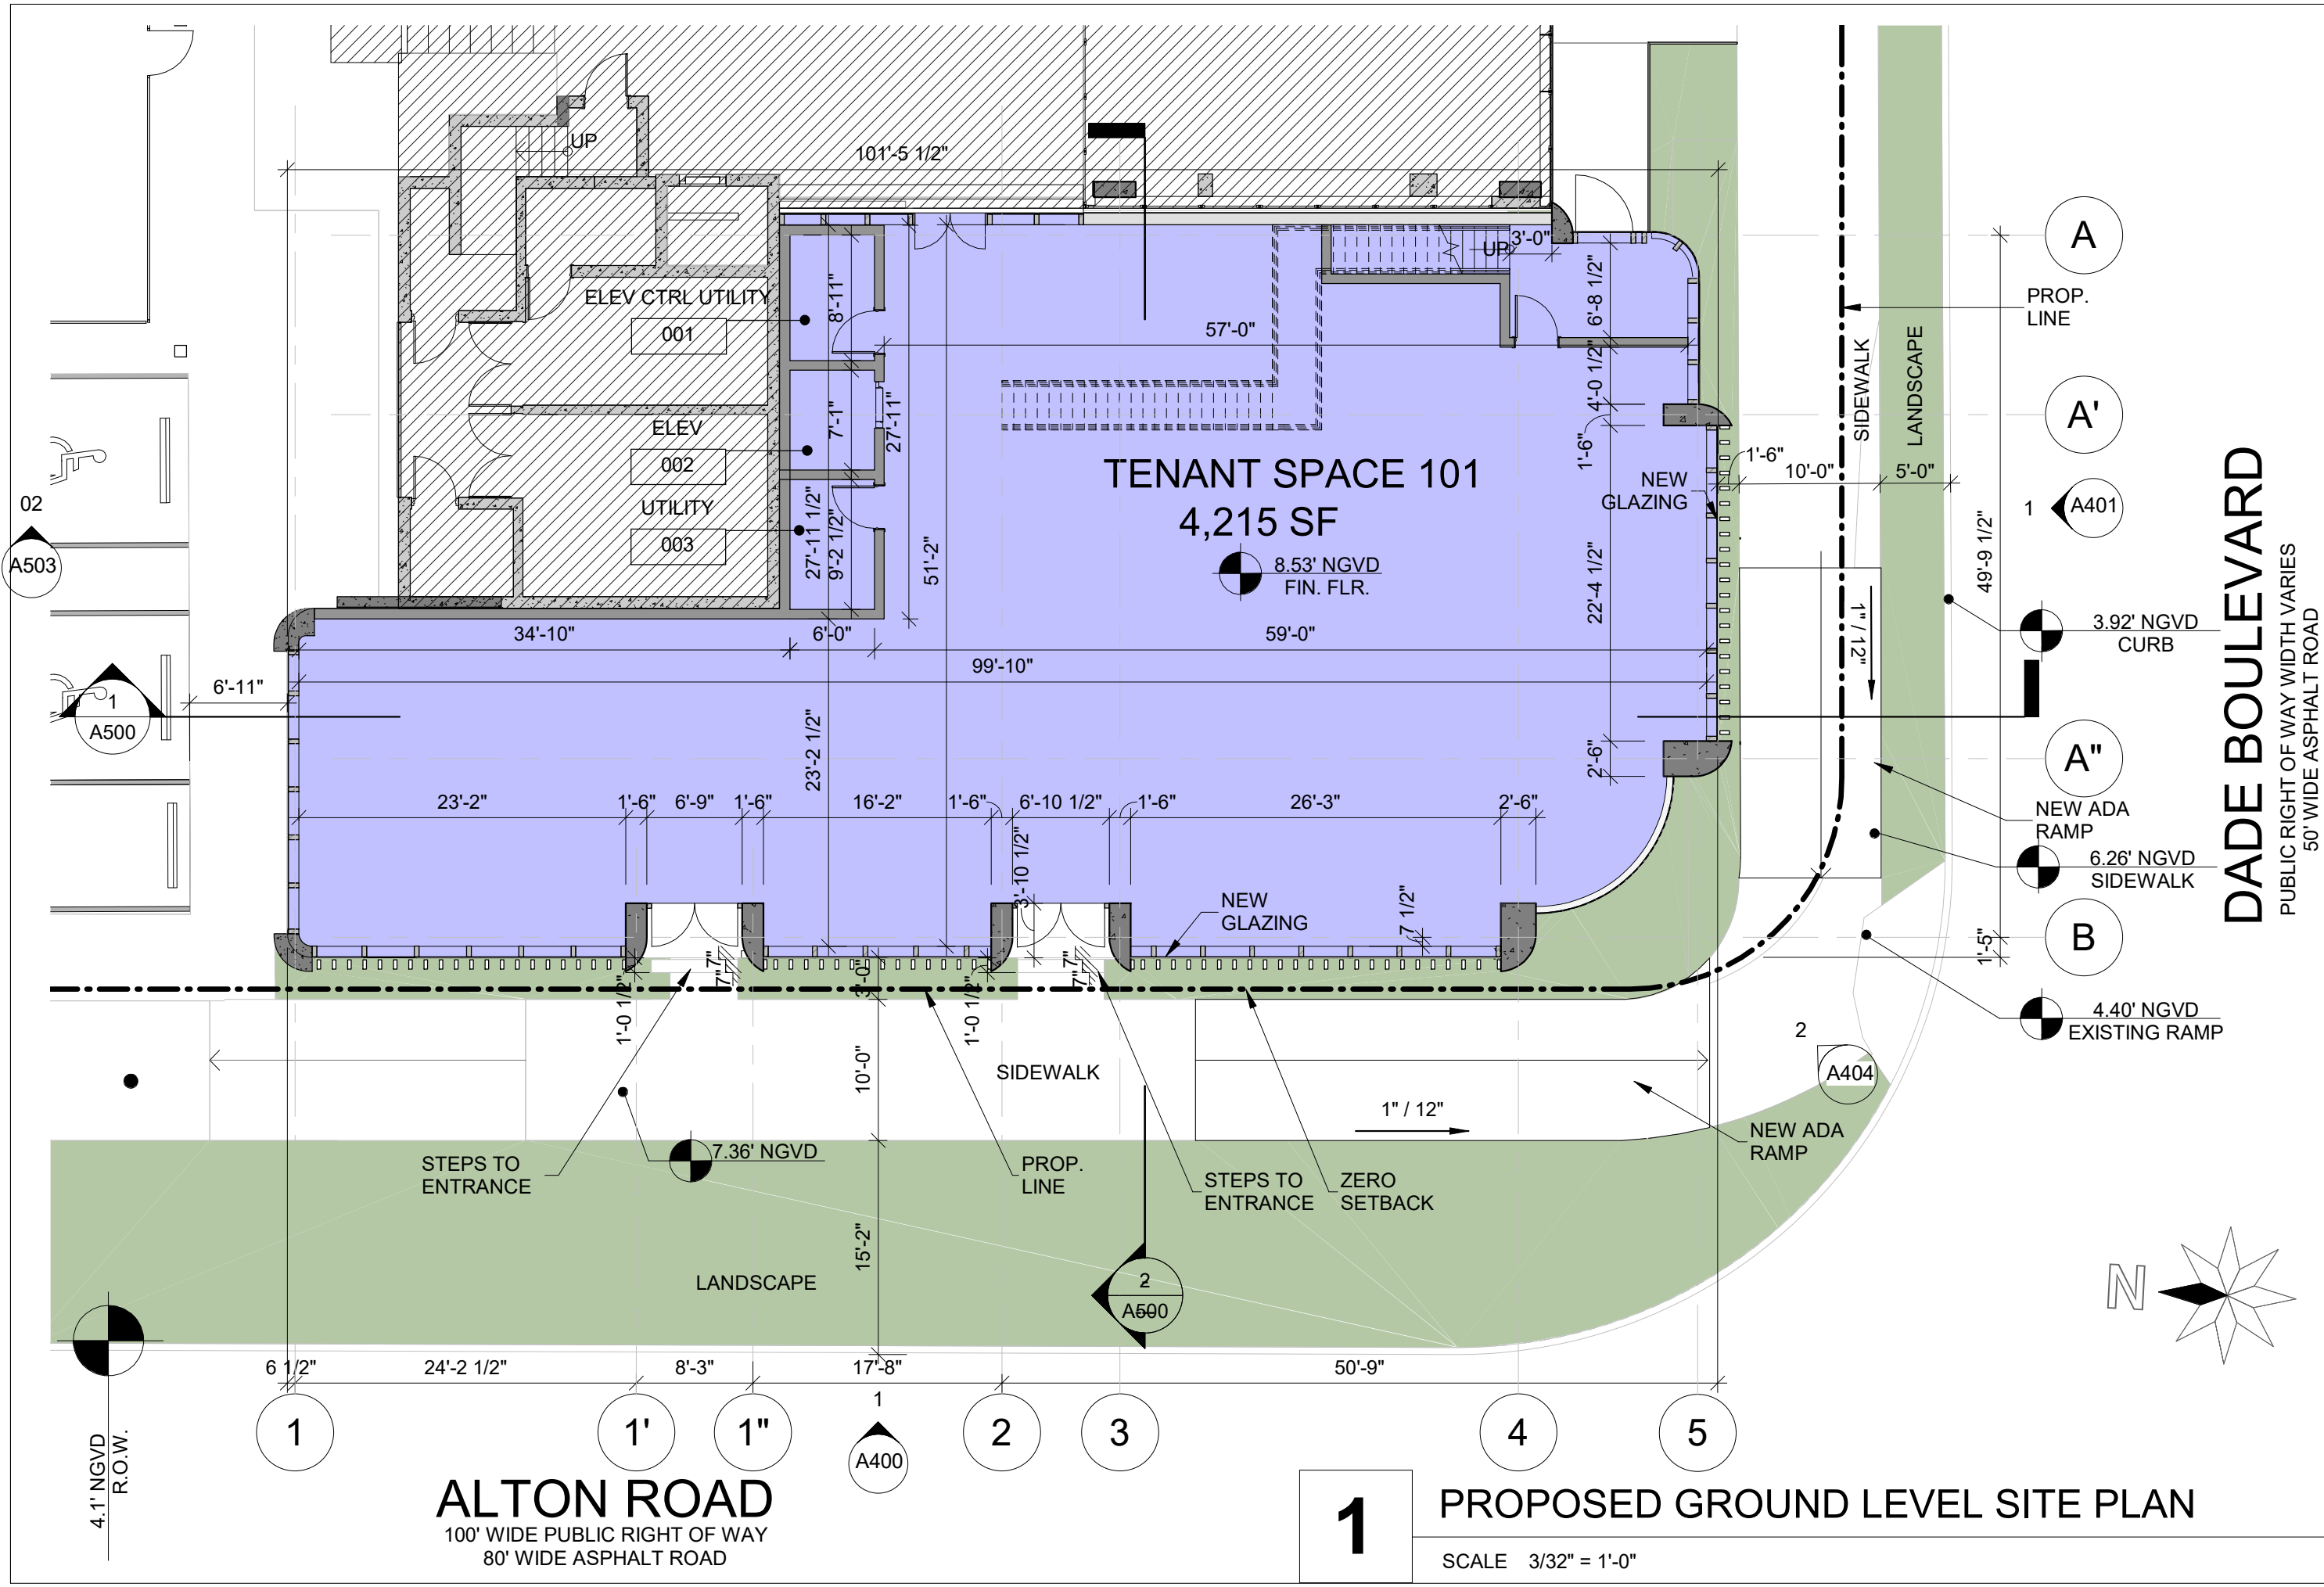 UP
101'-5 1/2"
A
3'-0"
UP
ELEV CTRL UTILITY
001
8'-11"
57'-0"
6'-8 1/2"
PROP.
LINE
SIDEWALK
LANDSCAPE
4'-0 1/2"
A'
ELEV
002
7'-1"
27'-11"
1'-6"
1'-6"
10'-0"
5'-0"
TENANT SPACE 101
4,215 SF
NEW
GLAZING
1
A401
02
A503
UTILITY
003
27'-11 1/2"
9'-2 1/2"
51'-2"
8.53' NGVD
FIN. FLR.
22'-4 1/2"
49'-9 1/2"
1" / 12"
3.92' NGVD
CURB
34'-10"
6'-0"
59'-0"
99'-10"
6'-11"
1
A500
23'-2 1/2"
2'-6"
A"
DADE BOULEVARD
PUBLIC RIGHT OF WAY WIDTH VARIES
50' WIDE ASPHALT ROAD
23'-2"
1'-6"
6'-9"
1'-6"
16'-2"
1'-6"
6'-10 1/2"
1'-6"
26'-3"
2'-6"
NEW ADA
RAMP
3'-10 1/2"
6.26' NGVD
SIDEWALK
NEW
GLAZING
7 1/2"
B
1'-5"
7"
7"
7"
7"
3'-0"
1'-0 1/2"
1'-0 1/2"
4.40' NGVD
EXISTING RAMP
2
A404
10'-0"
SIDEWALK
1" / 12"
NEW ADA
RAMP
7.36' NGVD
STEPS TO
ENTRANCE
PROP.
LINE
STEPS TO
ENTRANCE
ZERO
SETBACK
15'-2"
LANDSCAPE
2
A500
N
6 1/2"
24'-2 1/2"
8'-3"
17'-8"
50'-9"
1
1'
1"
2
3
4
5
1
A400
4.1' NGVD
R.O.W.
ALTON ROAD
100' WIDE PUBLIC RIGHT OF WAY
80' WIDE ASPHALT ROAD
1
PROPOSED GROUND LEVEL SITE PLAN
SCALE 3/32" = 1'-0"